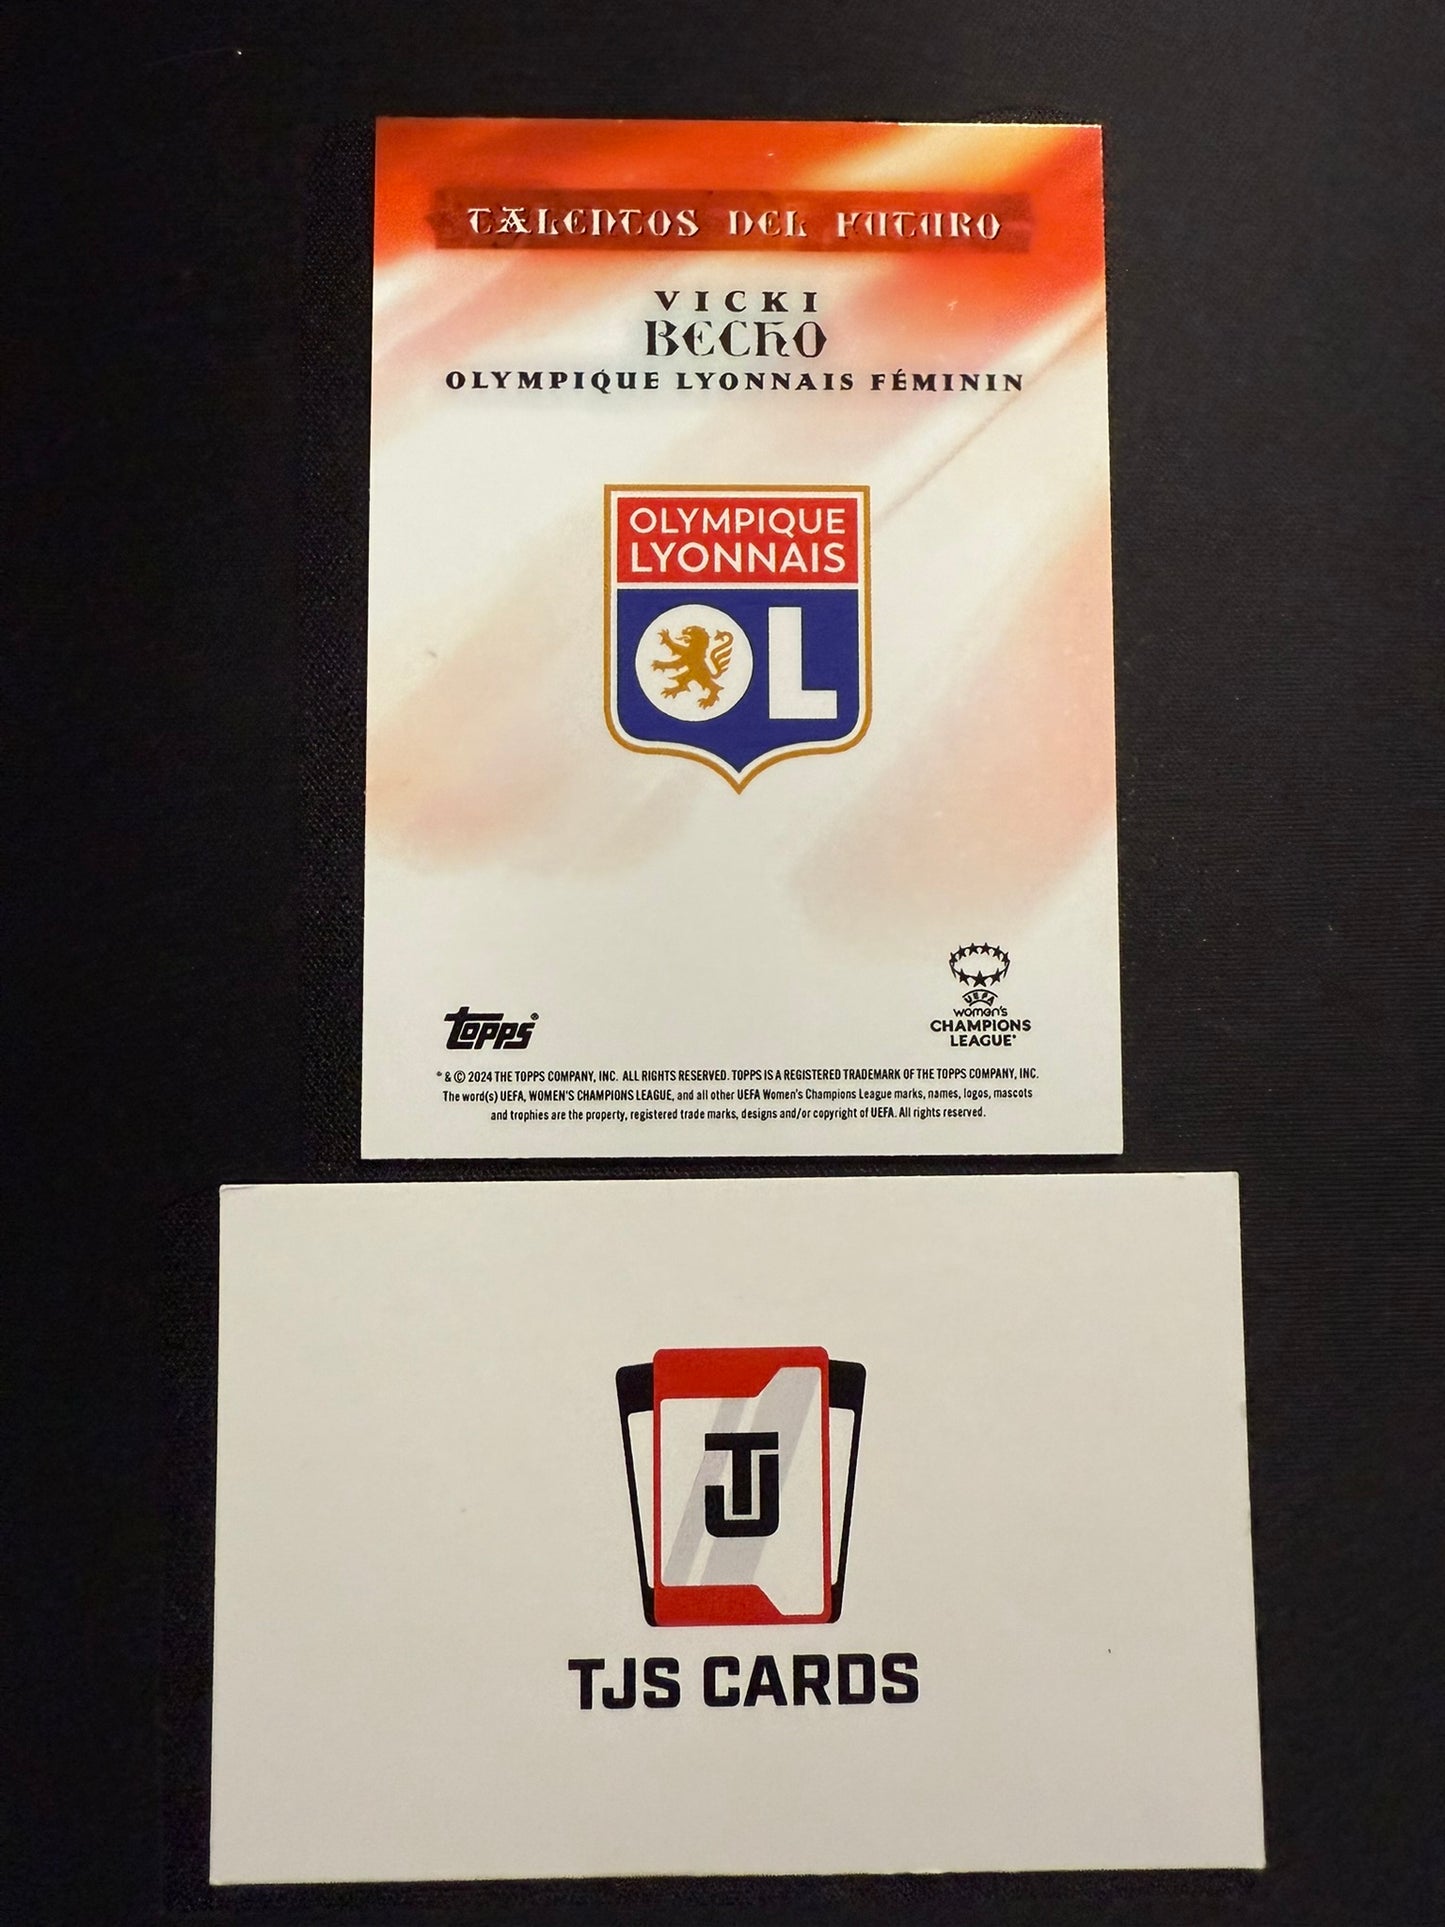 TALENTOS DEL FUTURO
VICKI
BECHO
OLYMPIQUE LYONNAIS FÉMININ
OLYMPIQUE
LYONNAIS
OL
topps®
UEFA
women's
CHAMPIONS
LEAGUE®
® & © 2024 THE TOPPS COMPANY, INC. ALL RIGHTS RESERVED. TOPPS IS A REGISTERED TRADEMARK OF THE TOPPS COMPANY, INC.
The word(s) UEFA, WOMEN'S CHAMPIONS LEAGUE, and all other UEFA Women's Champions League marks, names, logos, mascots
and trophies are the property, registered trade marks, designs and/or copyright of UEFA. All rights reserved.
TJ
TJS CARDS